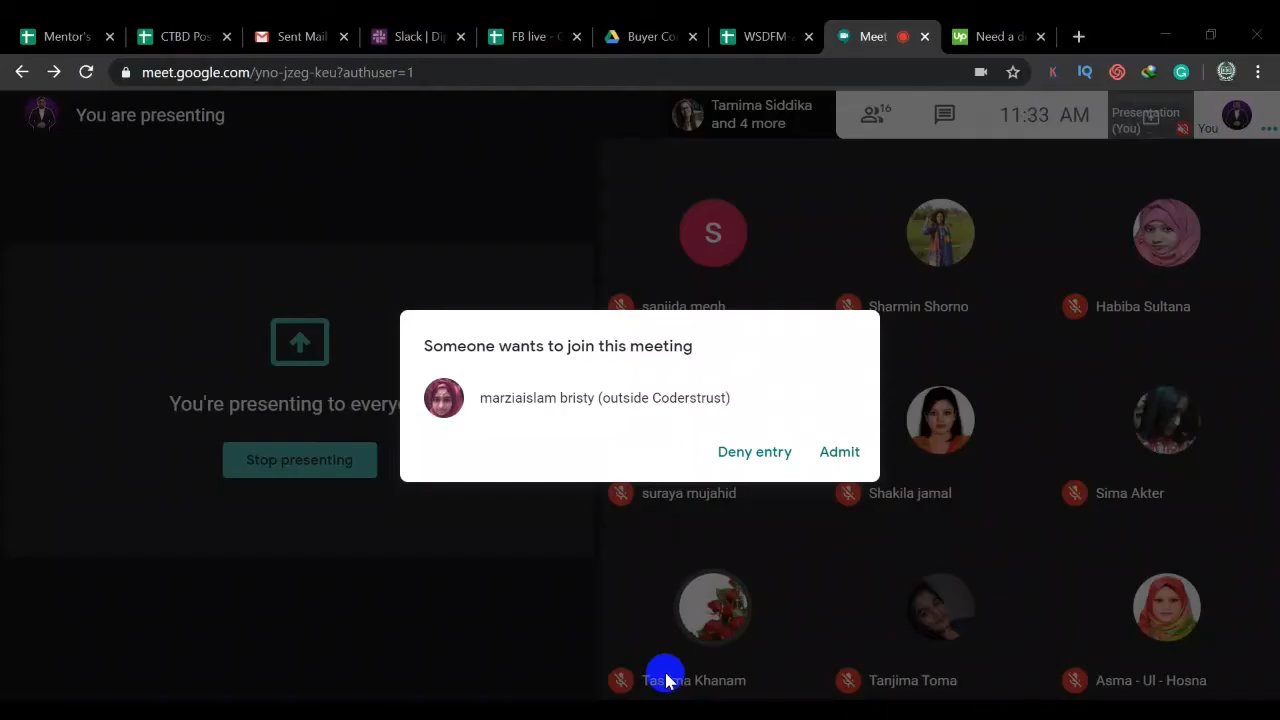 Mentor's
CTBD Pos
Sent Mail
Slack | Di
FB live - C
Buyer Co
WSDFM-
Meet
Need a d
meet.google.com/yno-jzeg-keu?authuser=1
K
IQ
You are presenting
Tamima Siddika
and 4 more
16
11:33 AM
Presentation
(You)
You
S
sanjida megh
Sharmin Shorno
Habiba Sultana
Someone wants to join this meeting
marziaislam bristy (outside Coderstrust)
Deny entry
Admit
You're presenting to every
Stop presenting
suraya mujahid
Shakila jamal
Sima Akter
Khanam
Tanjima Toma
Asma - Ul - Hosna